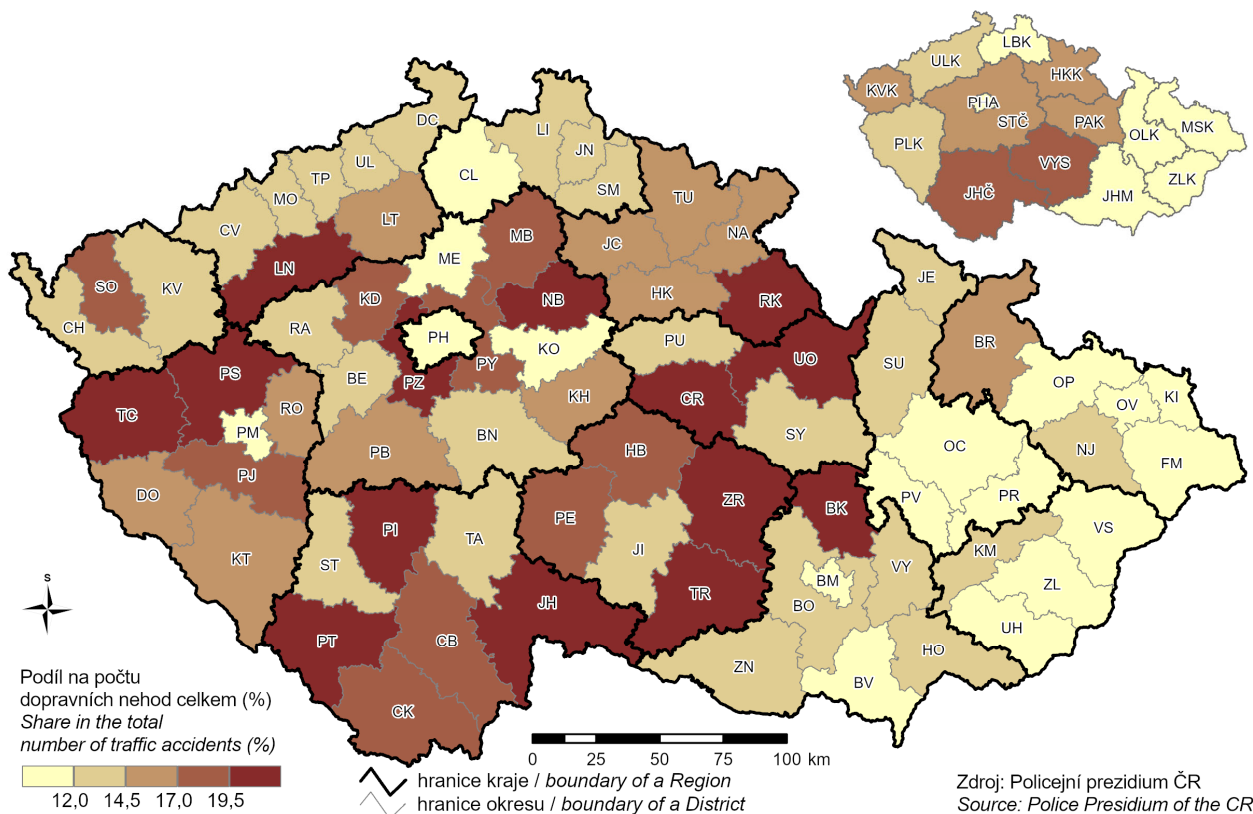 LBK
ULK
HKK
KVK
PHA
STČ
PAK
PLK
OLK
MSK
VYS
JHČ
ZLK
JHM
DC
LI
JN
UL
TP
CL
SM
MO
TU
LT
CV
NA
MB
JC
ME
LN
SO
KV
KD
NB
HK
RK
JE
CH
RA
PH
KO
PU
UO
BR
SU
PS
BE
PZ
PY
OP
KI
OV
TC
RO
KH
CR
PM
BN
SY
PB
HB
OC
NJ
FM
PJ
DO
PV
PR
ZR
BK
VS
PI
TA
PE
JI
KM
KT
ST
BM
VY
ZL
TR
BO
JH
UH
PT
CB
HO
ZN
BV
CK
S
Podíl na počtu
dopravních nehod celkem (%)
Share in the total
number of traffic accidents (%)
12,0 14,5 17,0 19,5
0 25 50 75 100 km
hranice kraje / boundary of a Region
hranice okresu / boundary of a District
Zdroj: Policejní prezidium ČR
Source: Police Presidium of the CR